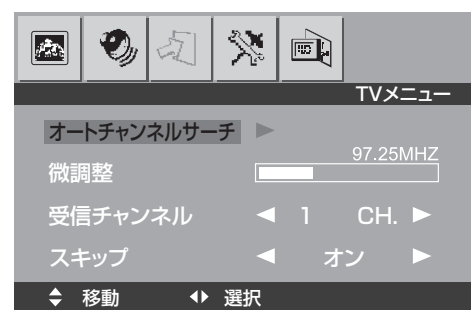 TVメニュー
オートチャンネルサーチ ▶
97.25MHZ
微調整
受信チャンネル ◀ 1 CH. ▶
スキップ ◀ オン ▶
移動 選択